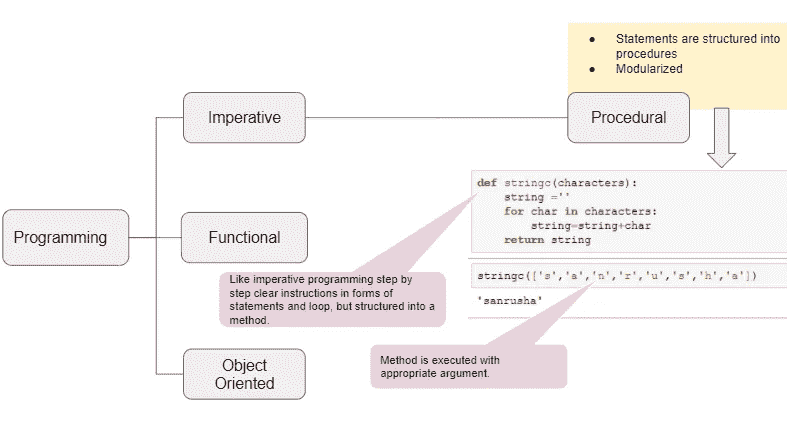 ● Statements are structured into
procedures
● Modularized
Imperative
Procedural
def stringc(characters):
    string =''
    for char in characters:
        string=string+char
    return string
Programming
Functional
Like imperative programming step by
step clear instructions in forms of
statements and loop, but structured into a
method.
stringc(['s','a','n','r','u','s','h','a'])
'sanrusha'
Method is executed with
appropriate argument.
Object
Oriented